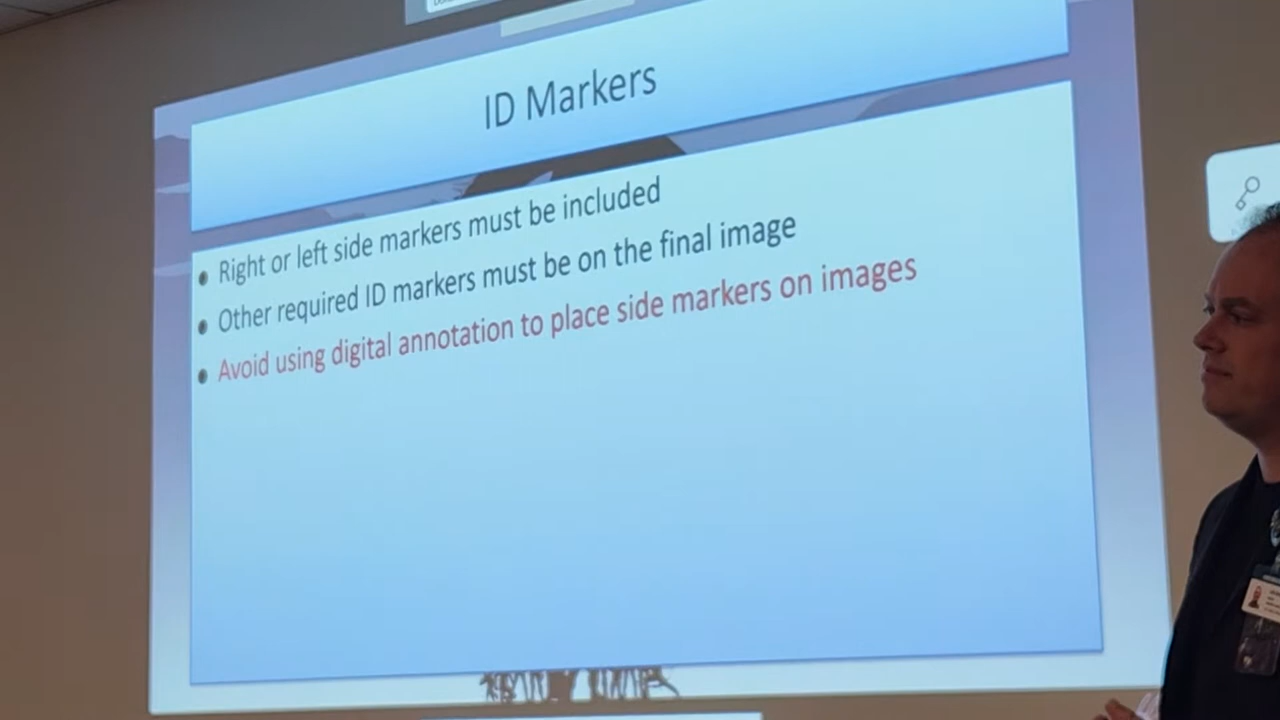 ID Markers
Right or left side markers must be included
Other required ID markers must be on the final image
Avoid using digital annotation to place side markers on images